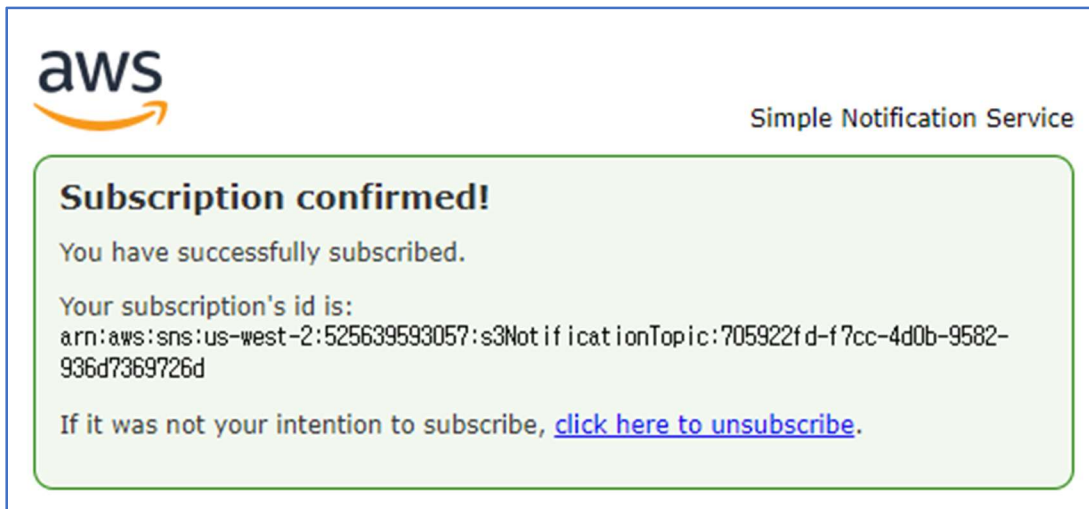 aws
Simple Notification Service
Subscription confirmed!
You have successfully subscribed.
Your subscription's id is:
arn:aws:sns:us-west-2:525639593057:s3NotificationTopic:705922fd-f7cc-4d0b-9582-
936d7369726d
If it was not your intention to subscribe, click here to unsubscribe.